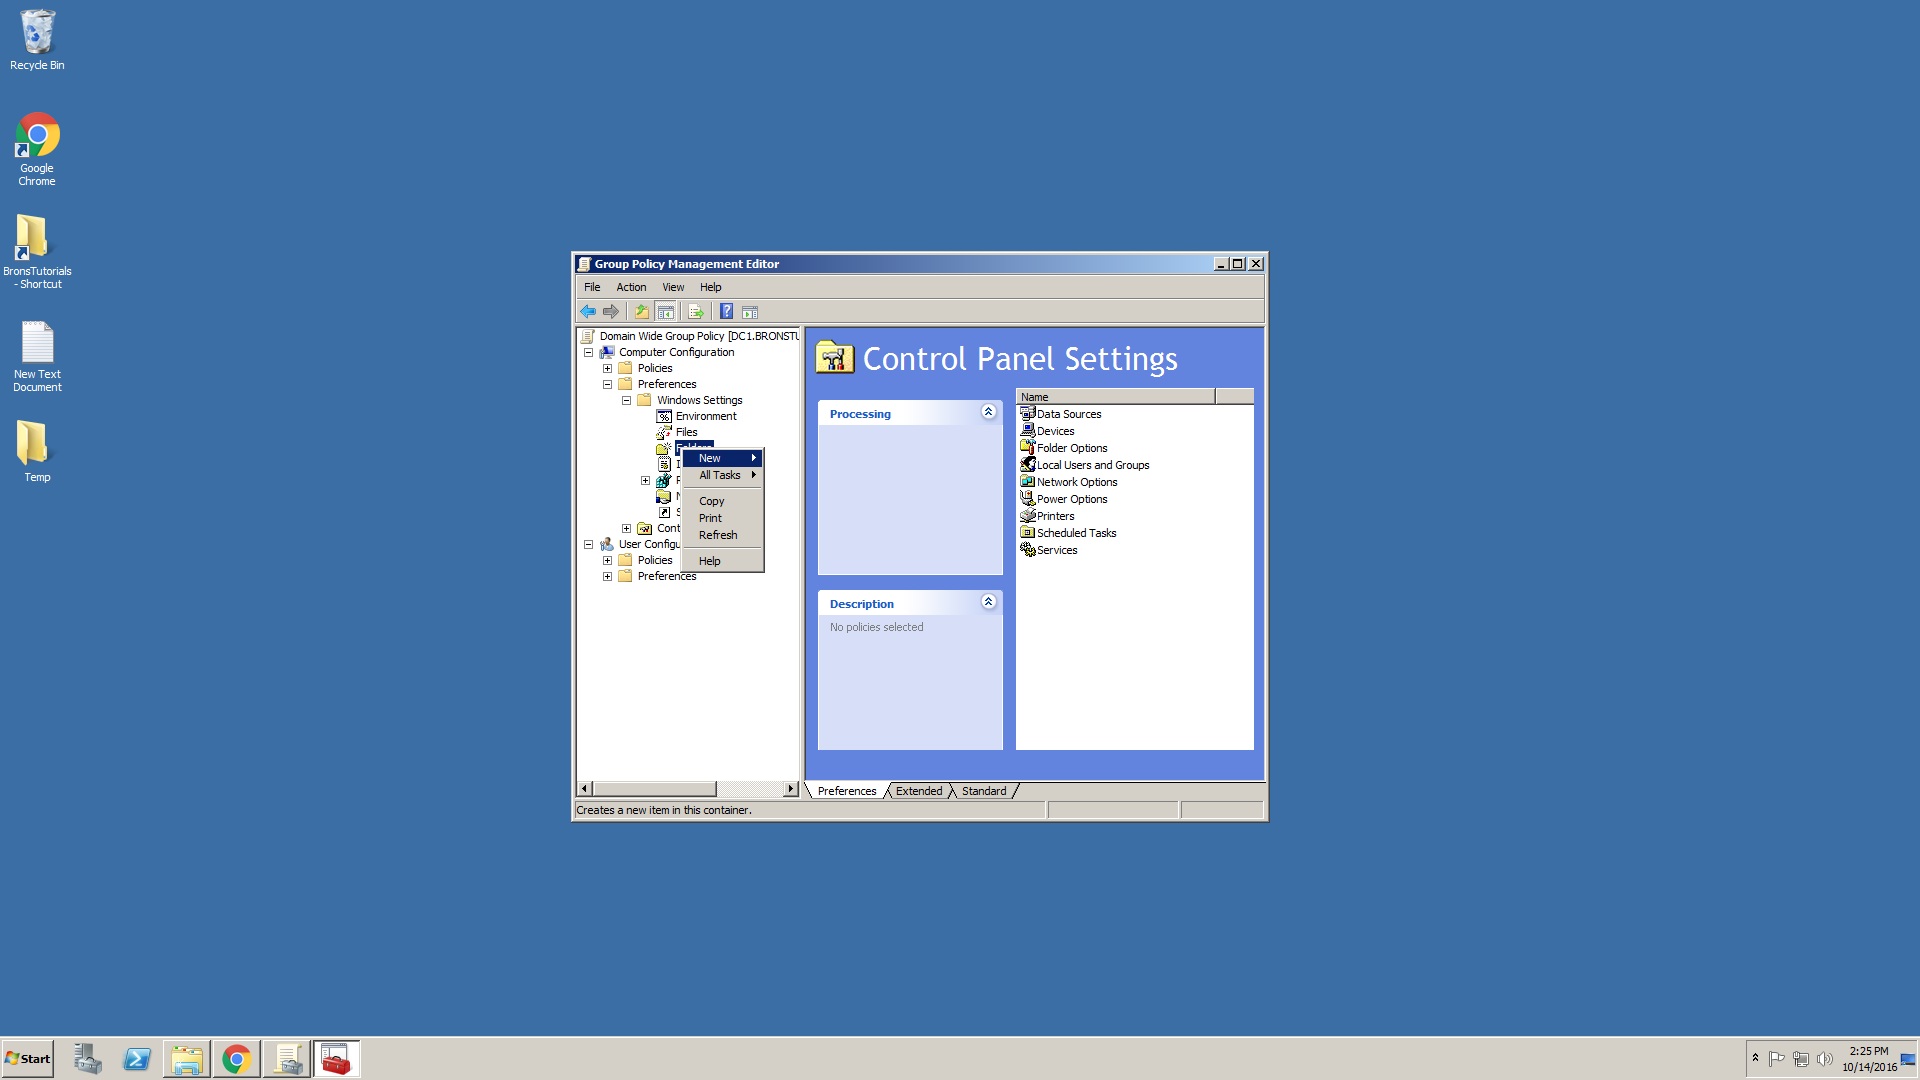 Recycle Bin
Google
Chrome
BronsTutorials
- Shortcut
New Text
Document
Temp
Group Policy Management Editor
File Action View Help
Domain Wide Group Policy [DC1.BRONSTU
Computer Configuration
Policies
Preferences
Windows Settings
Environment
Files
Folders
New
All Tasks
Copy
Print
Refresh
Help
Cont
User Configu
Policies
Preferences
Control Panel Settings
Processing
Description
No policies selected
Name
Data Sources
Devices
Folder Options
Local Users and Groups
Network Options
Power Options
Printers
Scheduled Tasks
Services
Preferences Extended Standard
Creates a new item in this container.
Start
2:25 PM
10/14/2016